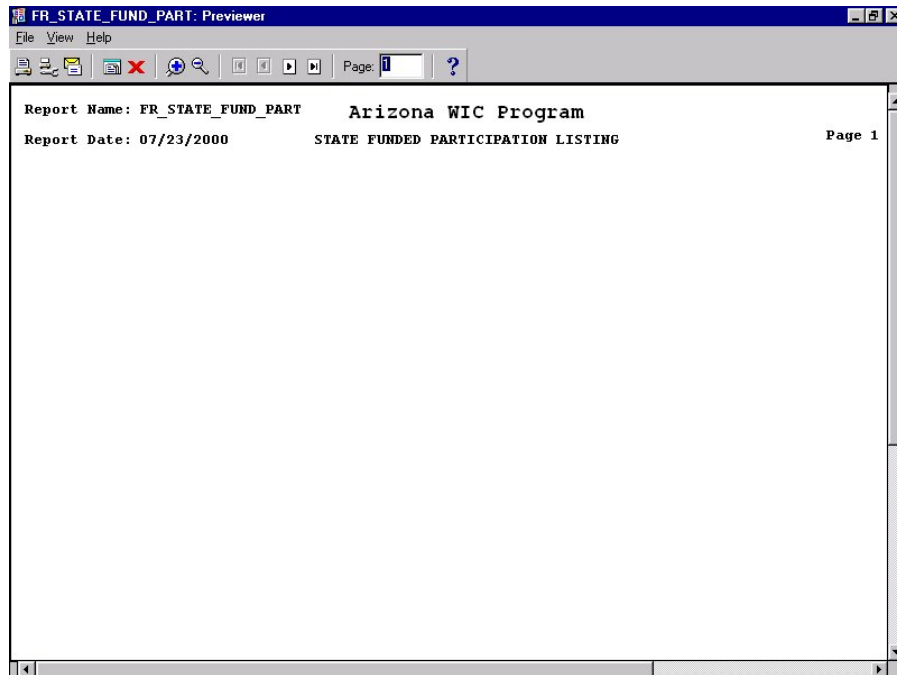 FR_STATE_FUND_PART: Previewer
File View Help
Page: 1
Report Name: FR_STATE_FUND_PART Arizona WIC Program
Report Date: 07/23/2000 STATE FUNDED PARTICIPATION LISTING Page 1